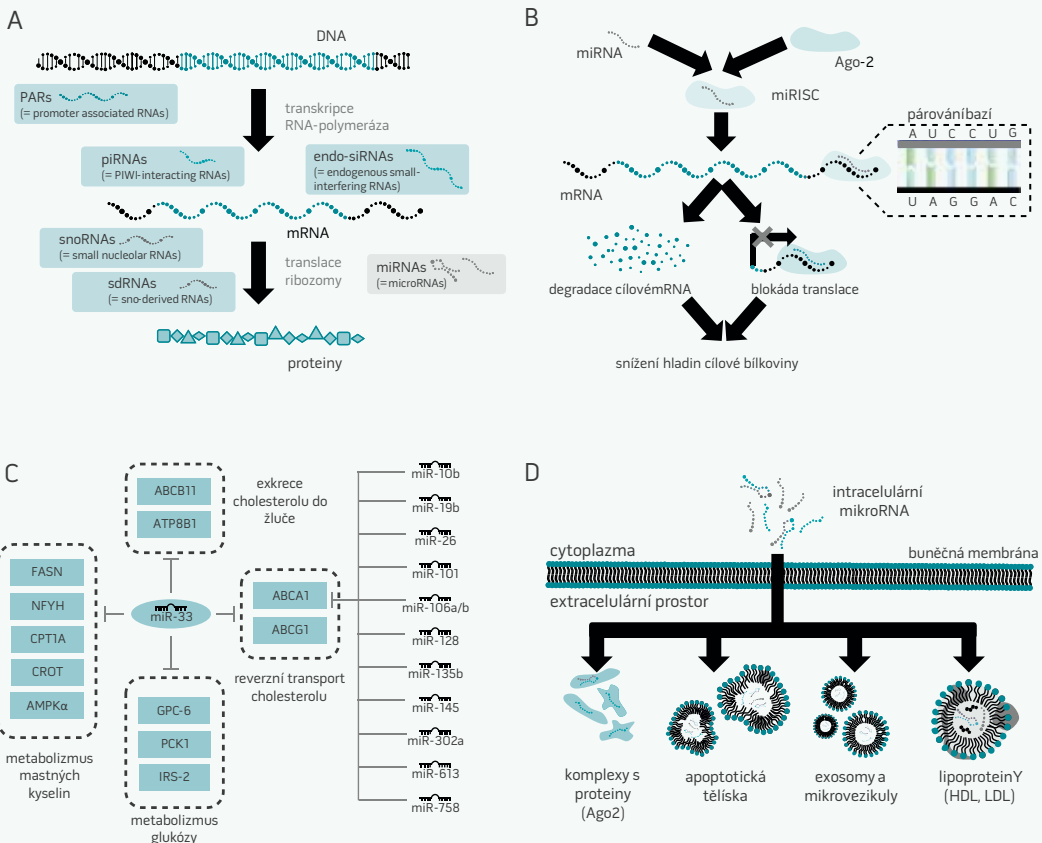 A
DNA
PARs
(= promoter associated RNAs)
transkripce
RNA-polymeráza
piRNAs
(= PIWI-interacting RNAs)
endo-siRNAs
(= endogenous small-
interfering RNAs)
mRNA
snoRNAs
(= small nucleolar RNAs)
sdRNAs
(= sno-derived RNAs)
translace
ribozomy
miRNAs
(= microRNAs)
proteiny
B
miRNA
Ago-2
miRISC
párování bazí
A U C C U G
U A G G A C
mRNA
degradace cílovémRNA
blokáda translace
snížení hladin cílové bílkoviny
C
ABCB11
ATP8B1
exkrece
cholesterolu do
žluče
FASN
NFYH
CPT1A
CROT
AMPKα
metabolizmus
mastných
kyselin
miR-33
ABCA1
ABCG1
reverzní transport
cholesterolu
GPC-6
PCK1
IRS-2
metabolizmus
glukózy
miR-10b
miR-19b
miR-26
miR-101
miR-106a/b
miR-128
miR-135b
miR-145
miR-302a
miR-613
miR-758
D
intracelulární
mikroRNA
cytoplazma
buněčná membrána
extracelulární prostor
komplexy s
proteiny
(Ago2)
apoptotická
tělíska
exosomy a
mikrovezikuly
lipoproteinY
(HDL, LDL)